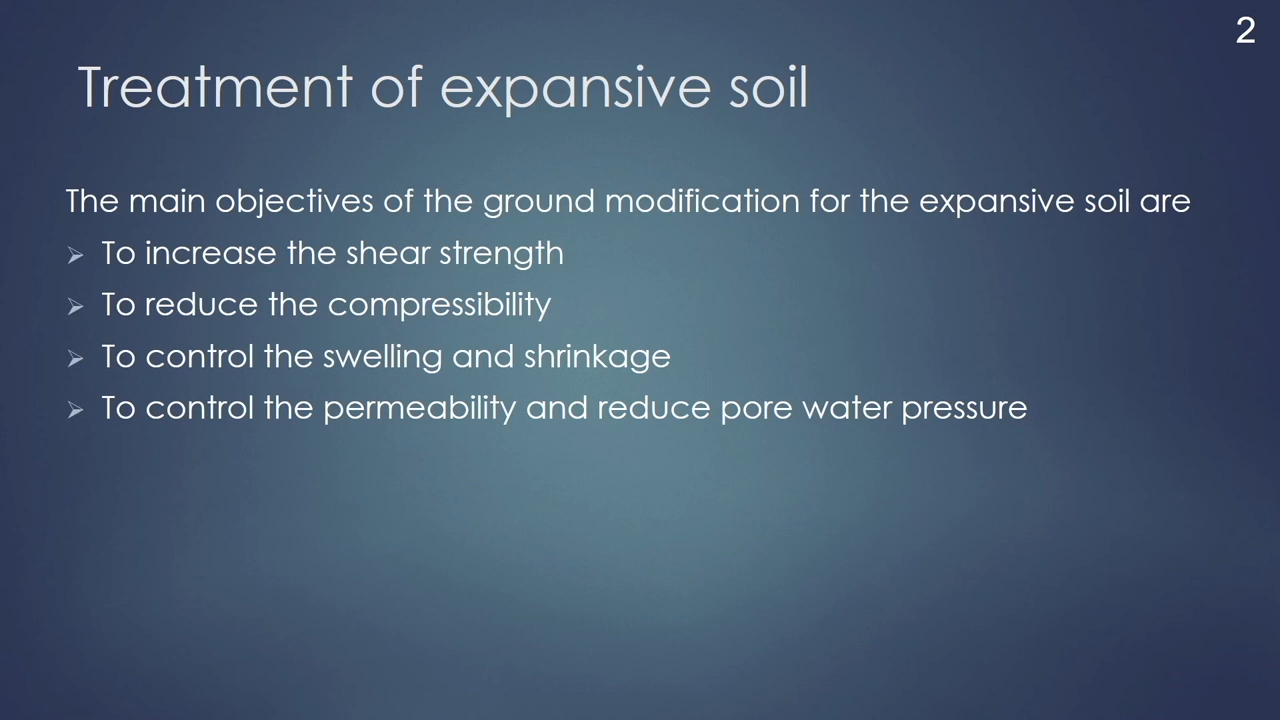 2
Treatment of expansive soil
The main objectives of the ground modification for the expansive soil are
➢ To increase the shear strength
➢ To reduce the compressibility
➢ To control the swelling and shrinkage
➢ To control the permeability and reduce pore water pressure